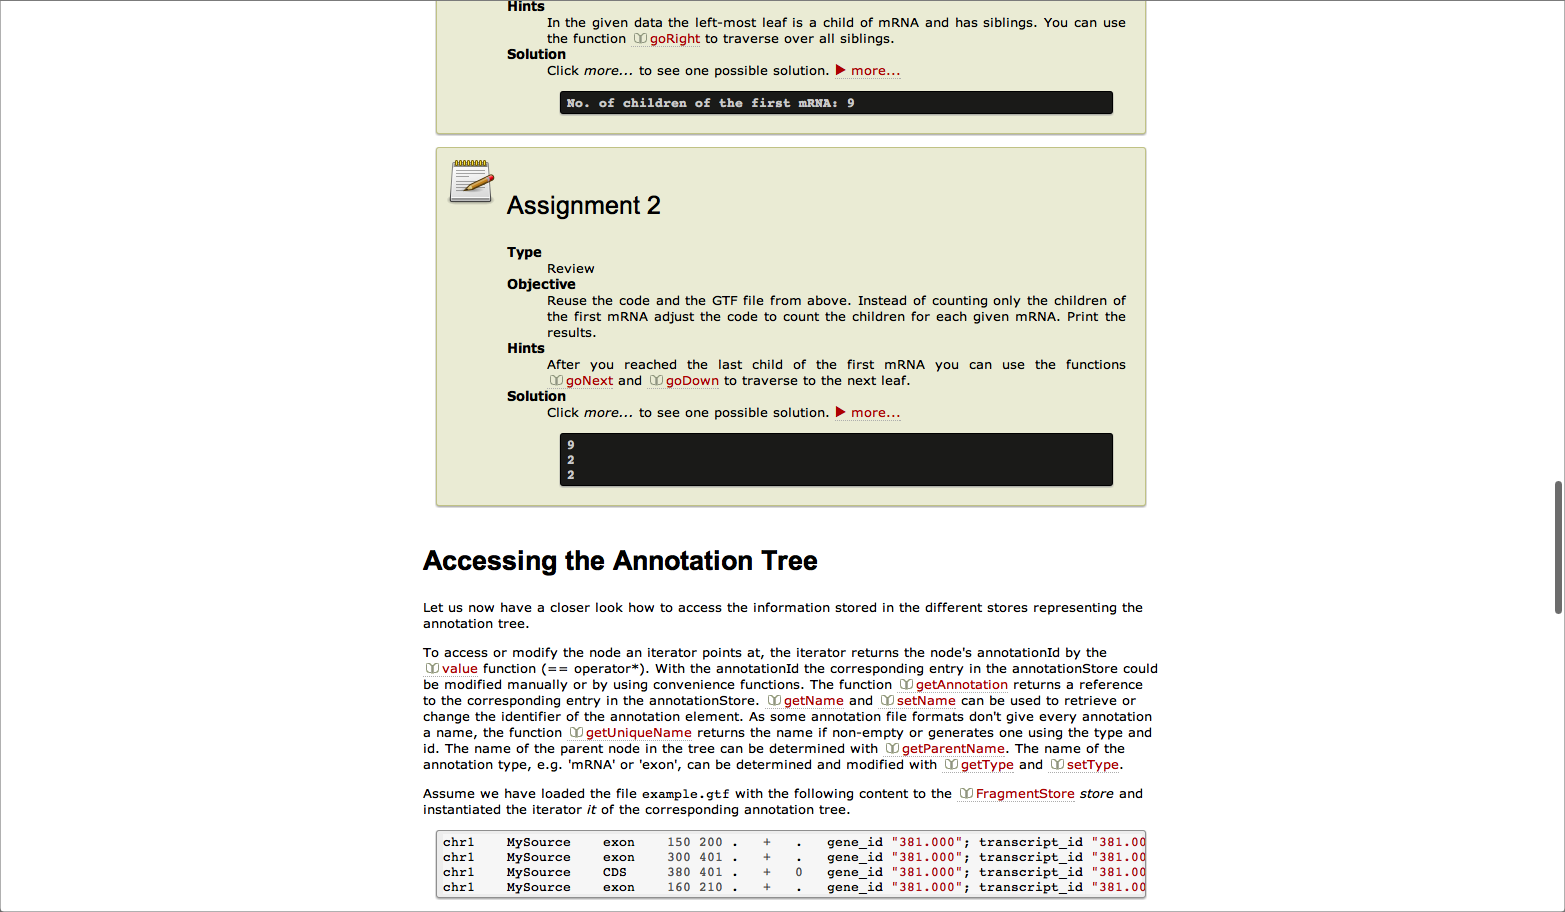 Hints
In the given data the left-most leaf is a child of mRNA and has siblings. You can use
the function goRight to traverse over all siblings.
Solution
Click more... to see one possible solution. ▶ more...
No. of children of the first mRNA: 9
Assignment 2
Type
Review
Objective
Reuse the code and the GTF file from above. Instead of counting only the children of
the first mRNA adjust the code to count the children for each given mRNA. Print the
results.
Hints
After you reached the last child of the first mRNA you can use the functions
goNext and goDown to traverse to the next leaf.
Solution
Click more... to see one possible solution. ▶ more...
9
2
2
Accessing the Annotation Tree
Let us now have a closer look how to access the information stored in the different stores representing the
annotation tree.
To access or modify the node an iterator points at, the iterator returns the node's annotationId by the
value function (== operator*). With the annotationId the corresponding entry in the annotationStore could
be modified manually or by using convenience functions. The function getAnnotation returns a reference
to the corresponding entry in the annotationStore. getName and setName can be used to retrieve or
change the identifier of the annotation element. As some annotation file formats don't give every annotation
a name, the function getUniqueName returns the name if non-empty or generates one using the type and
id. The name of the parent node in the tree can be determined with getParentName. The name of the
annotation type, e.g. 'mRNA' or 'exon', can be determined and modified with getType and setType.
Assume we have loaded the file example.gtf with the following content to the FragmentStore store and
instantiated the iterator it of the corresponding annotation tree.
chr1 MySource exon 150 200 . + . gene_id "381.000"; transcript_id "381.00
chr1 MySource exon 300 401 . + . gene_id "381.000"; transcript_id "381.00
chr1 MySource CDS 380 401 . + 0 gene_id "381.000"; transcript_id "381.00
chr1 MySource exon 160 210 . + . gene_id "381.000"; transcript_id "381.00